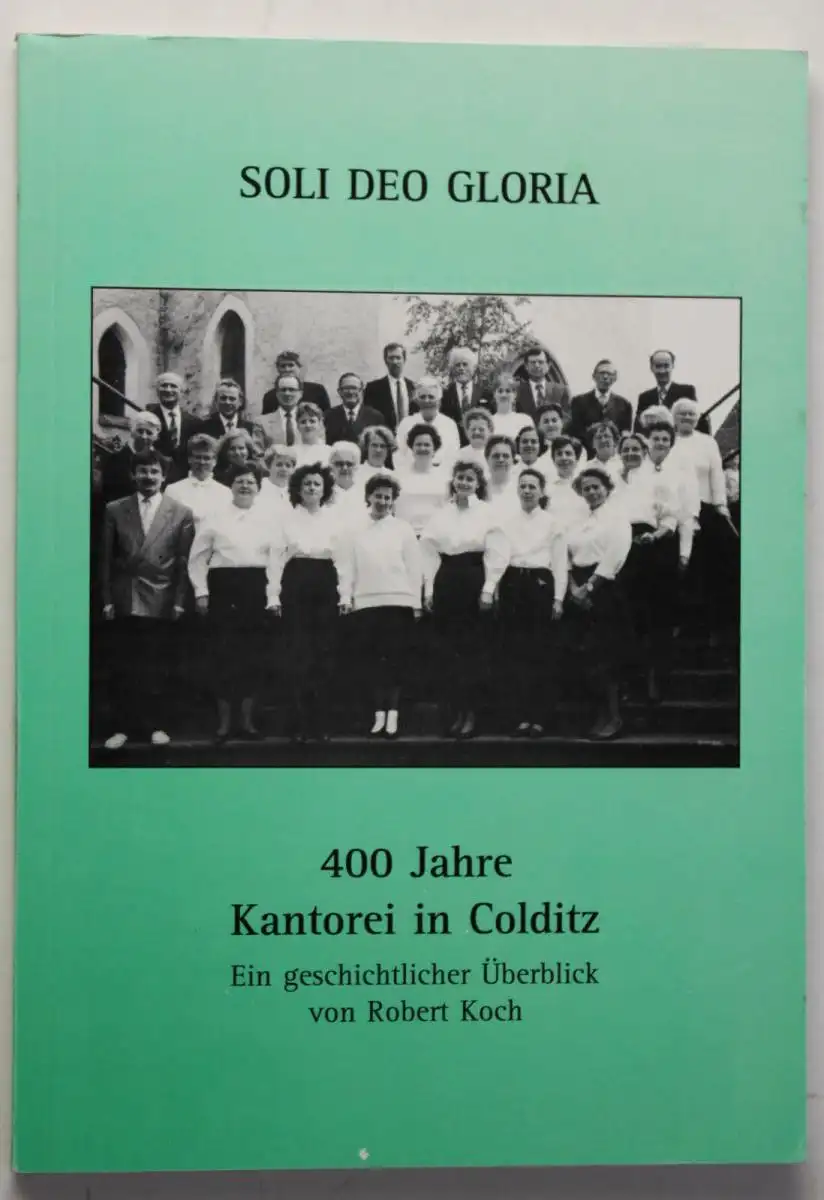 SOLI DEO GLORIA
400 Jahre
Kantorei in Colditz
Ein geschichtlicher Überblick
von Robert Koch